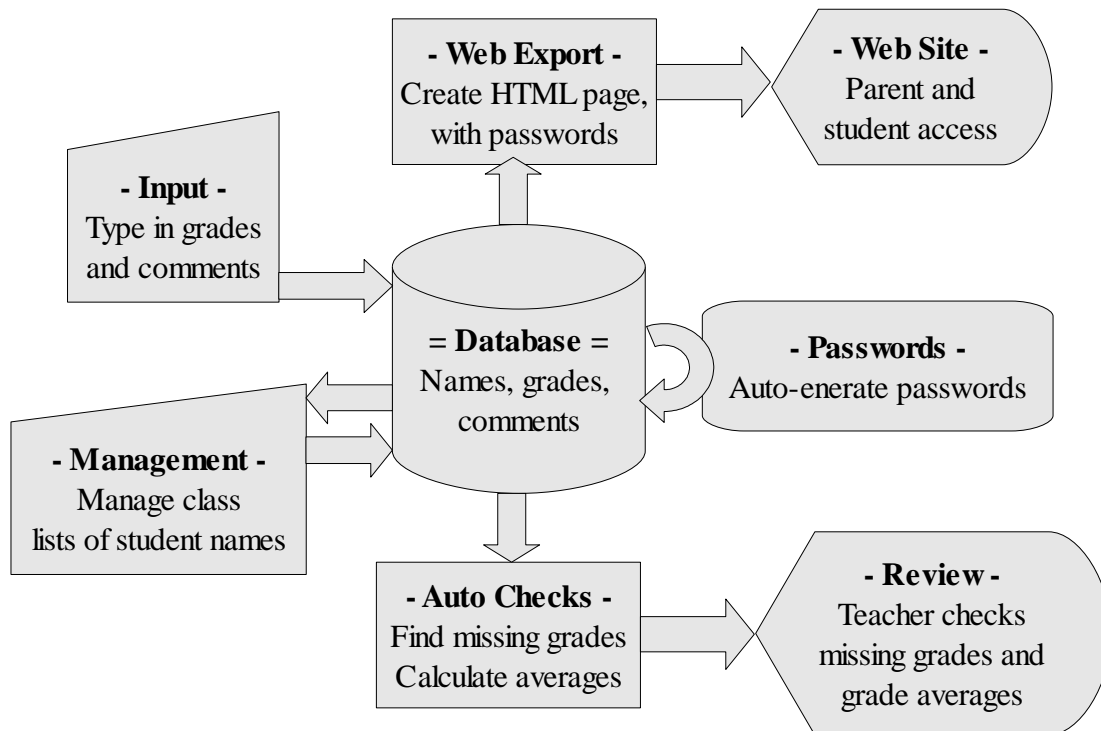 - Web Export -
Create HTML page,
with passwords
- Web Site -
Parent and
student access
- Input -
Type in grades
and comments
= Database =
Names, grades,
comments
- Passwords -
Auto-enerate passwords
- Management -
Manage class
lists of student names
- Auto Checks -
Find missing grades
Calculate averages
- Review -
Teacher checks
missing grades and
grade averages